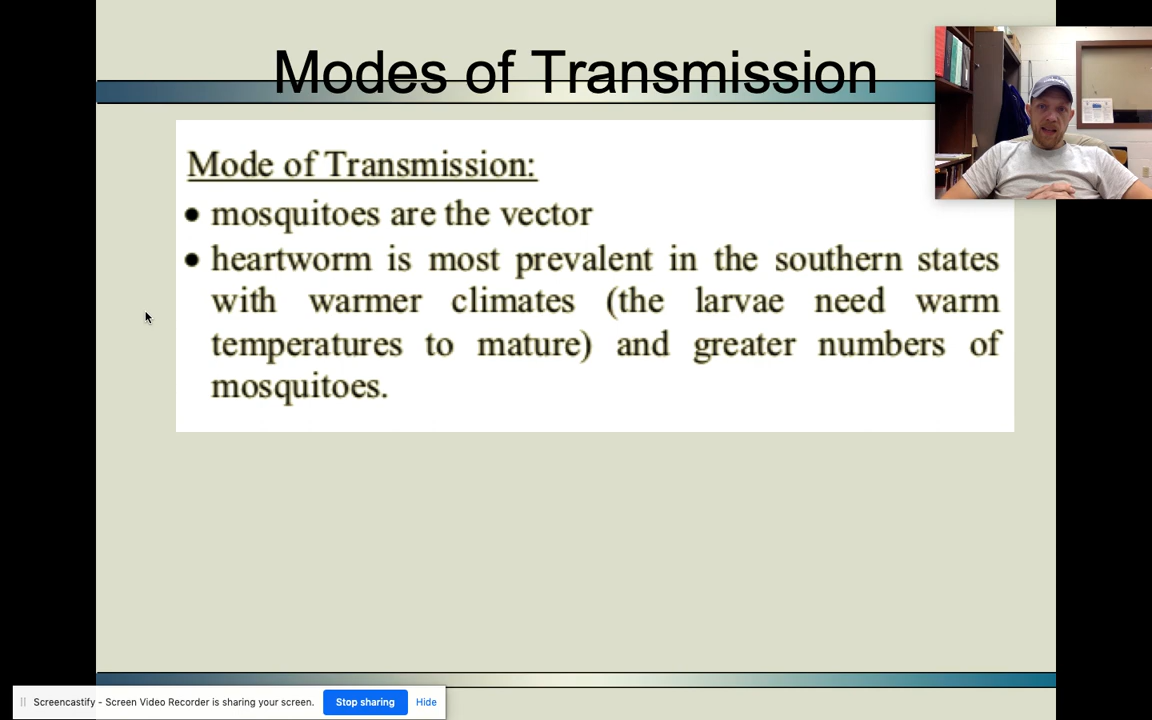 Modes of Transmission
Mode of Transmission:
• mosquitoes are the vector
• heartworm is most prevalent in the southern states
with warmer climates (the larvae need warm
temperatures to mature) and greater numbers of
mosquitoes.
Screencastify - Screen Video Recorder is sharing your screen.
Stop sharing
Hide